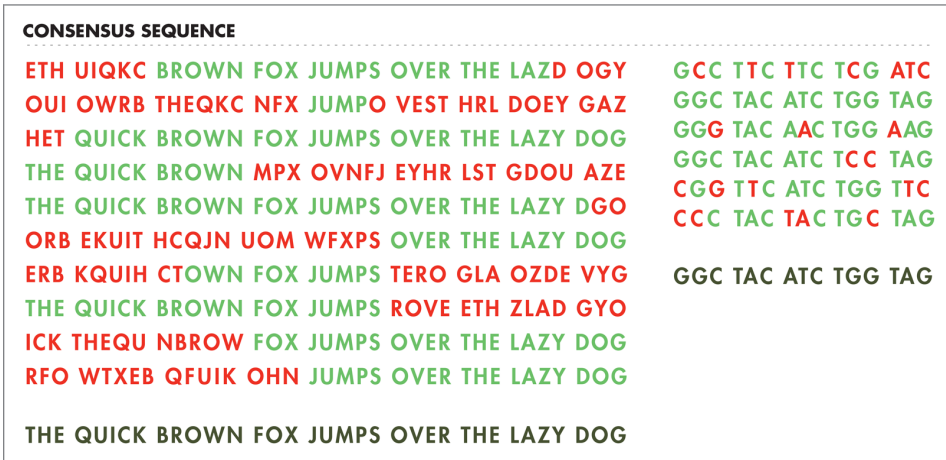 CONSENSUS SEQUENCE
ETH UIQKC BROWN FOX JUMPS OVER THE LAZD OGY
OUI OWRB THEQKC NFX JUMPO VEST HRL DOEY GAZ
HET QUICK BROWN FOX JUMPS OVER THE LAZY DOG
THE QUICK BROWN MPX OVNFJ EYHR LST GDOU AZE
THE QUICK BROWN FOX JUMPS OVER THE LAZY DGO
ORB EKUIT HCQJN UOM WFXPS OVER THE LAZY DOG
ERB KQUIH CTOWN FOX JUMPS TERO GLA OZDE VYG
THE QUICK BROWN FOX JUMPS ROVE ETH ZLAD GYO
ICK THEQU NBROW FOX JUMPS OVER THE LAZY DOG
RFO WTXEB QFUIK OHN JUMPS OVER THE LAZY DOG
THE QUICK BROWN FOX JUMPS OVER THE LAZY DOG
GCC TTC TTC TCG ATC
GGC TAC ATC TGG TAG
GGG TAC AAC TGG AAG
GGC TAC ATC TCC TAG
CGG TTC ATC TGG TTC
CCC TAC TAC TGC TAG
GGC TAC ATC TGG TAG